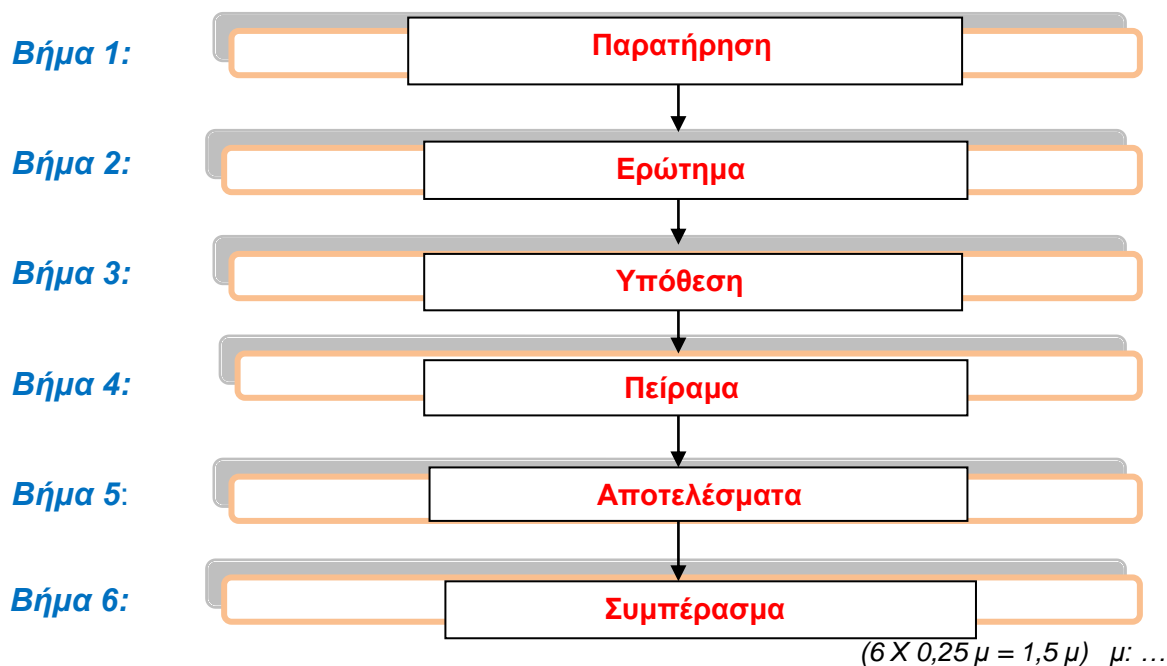 Βήμα 1: Παρατήρηση
Βήμα 2: Ερώτημα
Βήμα 3: Υπόθεση
Βήμα 4: Πείραμα
Βήμα 5: Αποτελέσματα
Βήμα 6: Συμπέρασμα
(6 Χ 0,25 μ = 1,5 μ) μ: …